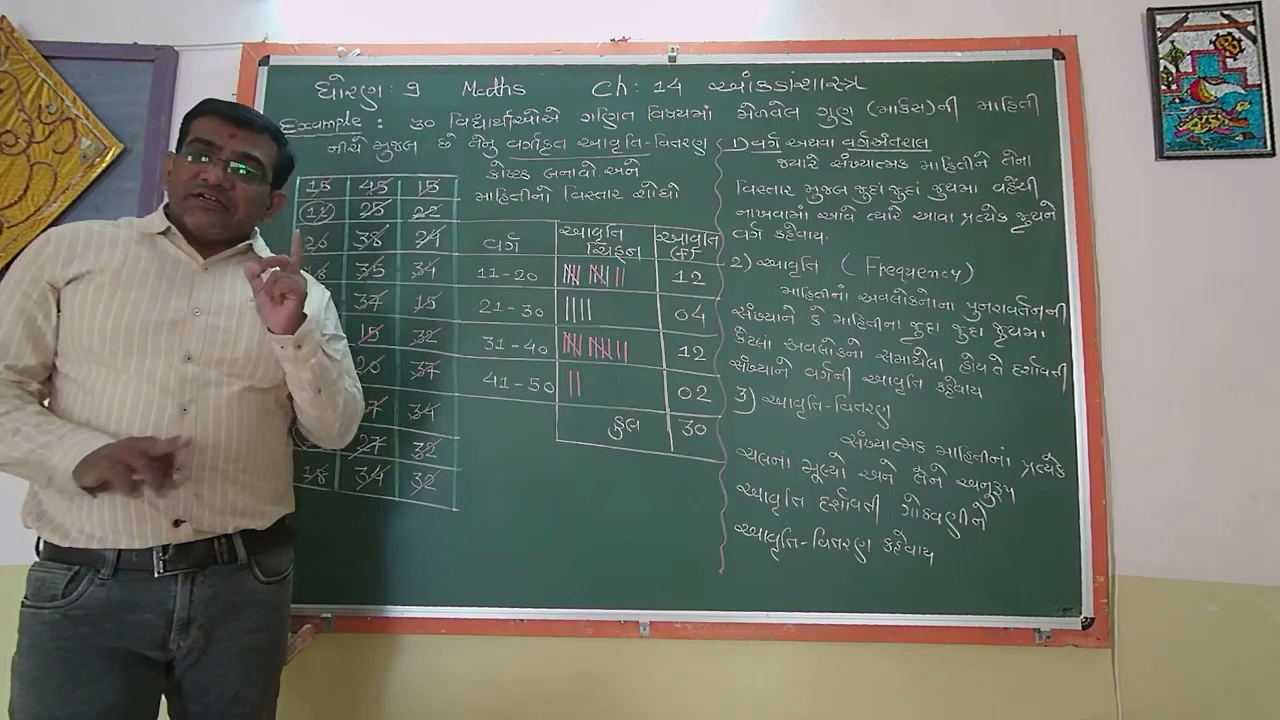 ધોરણ : 9 Maths Ch : 14 આંકડાશાસ્ત્ર
Example : 30 વિદ્યાર્થીઓએ ગણિત વિષયમાં મેળવેલ ગુણ (માર્કસ)ની માહિતી
નીચે મુજબ છે તેનું વર્ગીકૃત આવૃત્તિ-વિતરણ
કોષ્ટક બનાવો અને
માહિતીનો વિસ્તાર શોધો
15 45 15
25 22
38 24
35 34
37 15
15 32
37
34
27 32
18 34 32
વર્ગ આવૃત્તિ ચિહ્ન આવૃત્તિ (f)
11-20 12
21-30 04
31-40 12
41-50 02
કુલ 30
1) વર્ગ અથવા વર્ગઅંતરાલ
જ્યારે સંખ્યાત્મક માહિતીને તેના
વિસ્તાર મુજબ જુદાં જુદાં જુથમાં વહેંચી
નાખવામાં આવે ત્યારે આવા પ્રત્યેક જુથને
વર્ગ કહેવાય.
2) આવૃત્તિ ( Frequency )
માહિતીનાં અવલોકનોના પુનરાવર્તનની
સંખ્યાને કે માહિતીના જુદા જુદા જુથમાં
કેટલા અવલોકનો સમાયેલા હોય તે દર્શાવતી
સંખ્યાને વર્ગની આવૃત્તિ કહેવાય
3) આવૃત્તિ-વિતરણ
સંખ્યાત્મક માહિતીનાં પ્રત્યેક
ચલનાં મૂલ્યો અને તેને અનુરૂપ
આવૃત્તિ દર્શાવતી ગોઠવણીને
આવૃત્તિ-વિતરણ કહેવાય